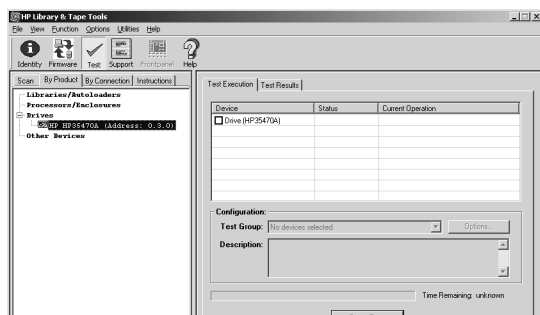 HP Library & Tape Tools
File View Function Options Utilities Help
Identity Firmware Test Support Frontpanel Help
Scan By Product By Connection Instructions
Libraries/Autoloaders
Processors/Enclosures
Drives
HP HP35470A (Address: 0.3.0)
Other Devices
Test Execution Test Results
Device Status Current Operation
Drive (HP35470A)
Configuration:
Test Group: No devices selected Options...
Description:
Time Remaining: unknown